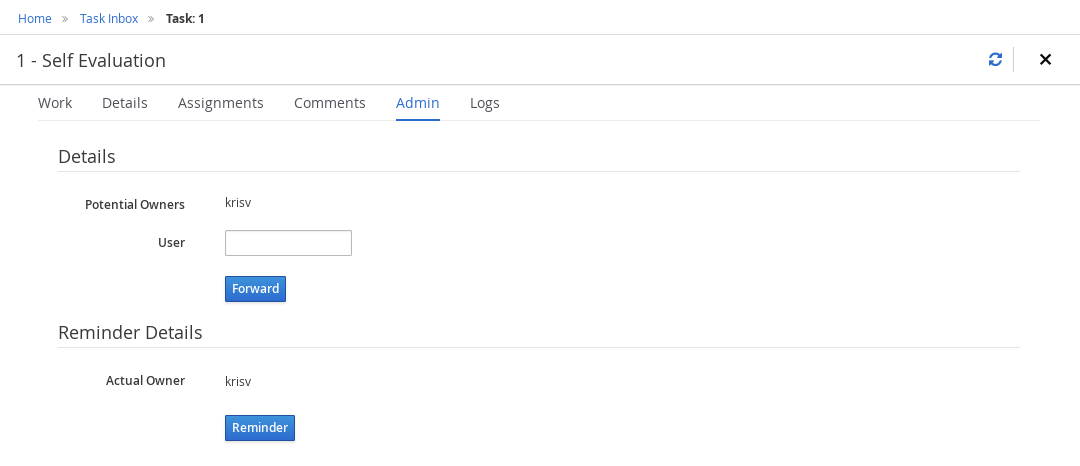 Home » Task Inbox » Task: 1
1 - Self Evaluation
Work Details Assignments Comments Admin Logs
Details
Potential Owners krisv
User
Forward
Reminder Details
Actual Owner krisv
Reminder